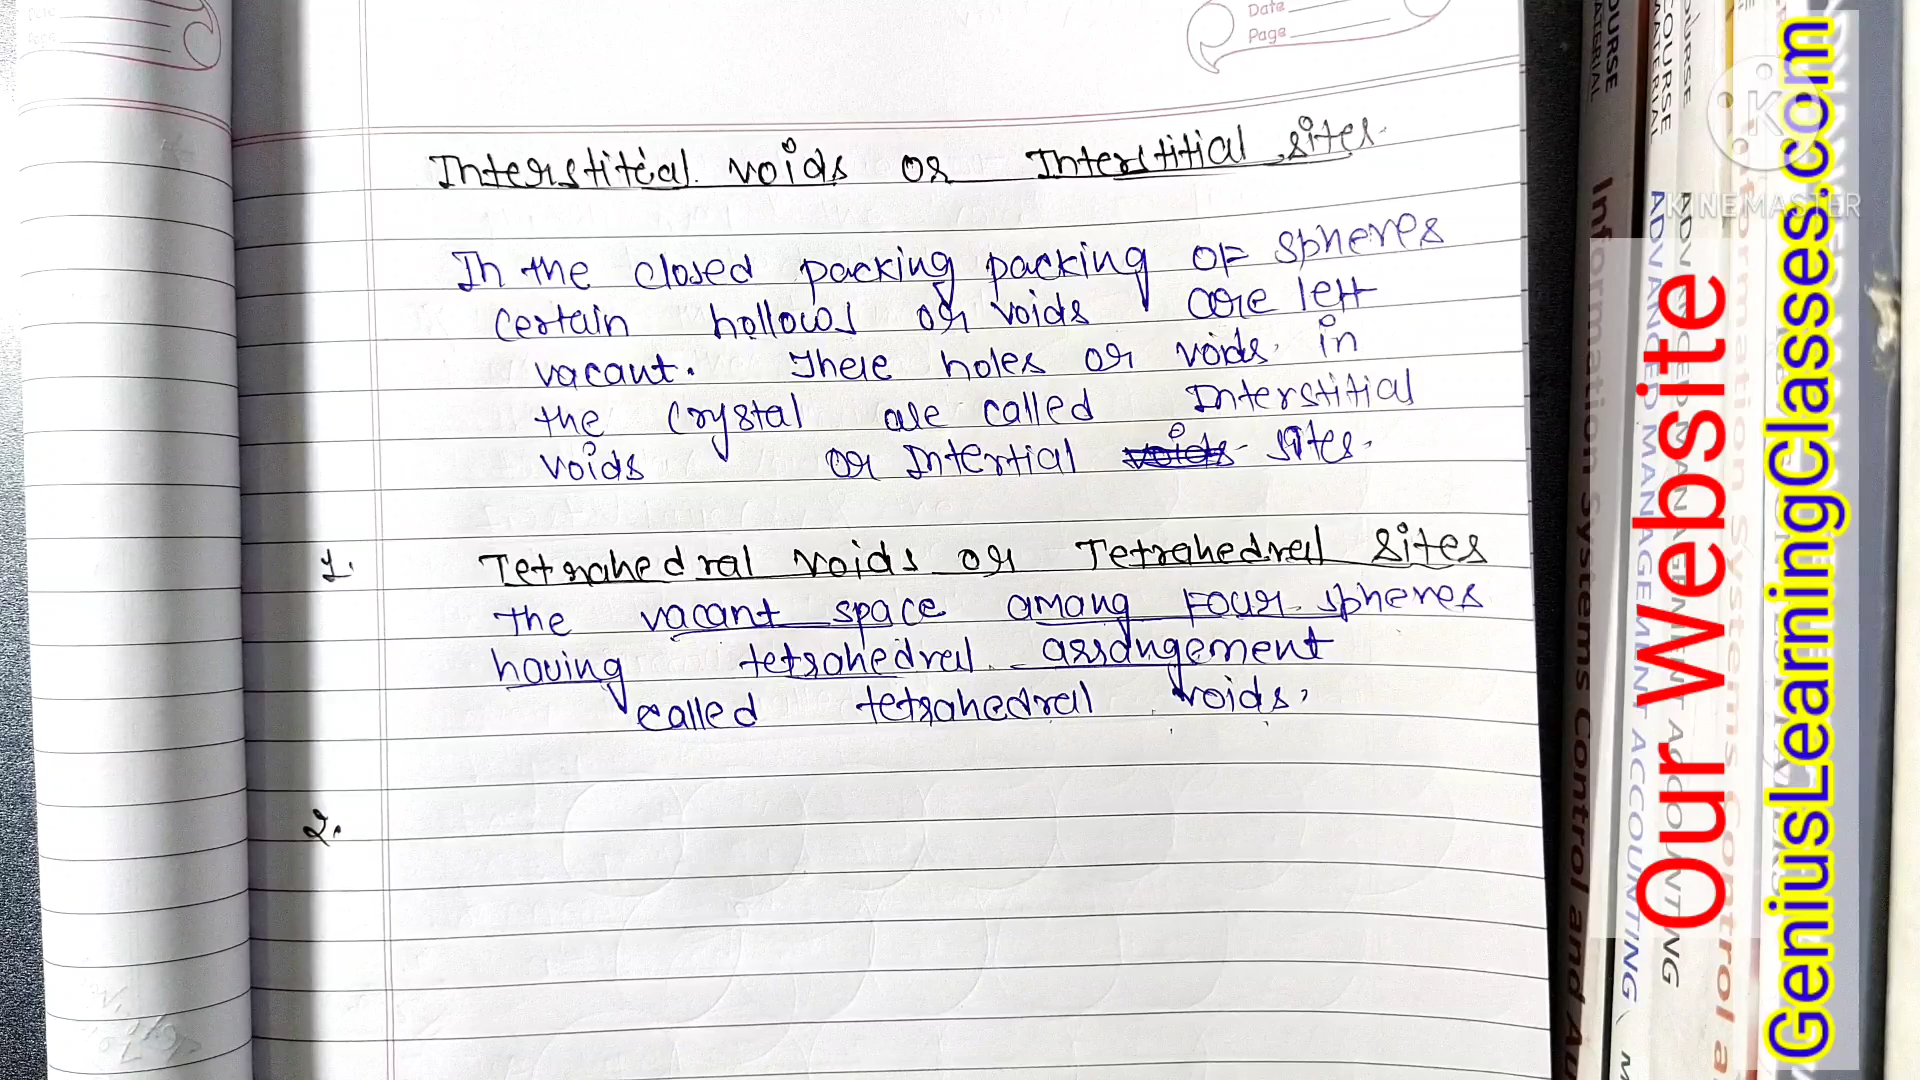 Date
Page
Interstitial voids or Interstitial sites.
In the closed packing packing of spheres
certain hollows or voids are left
vacant. These holes or voids in
the crystal are called Interstitial
voids or Intertial voids sites.
1. Tetrahedral voids or Tetrahedral sites
the vacant space among Four spheres
having tetrahedral arrangement
called tetrahedral voids.
2.
KINEMASTER
Our Website
GeniusLearningClasses.com
COURSE MATERIAL
ADVANCED MANAGEMENT ACCOUNTING
Information Systems Control and Au